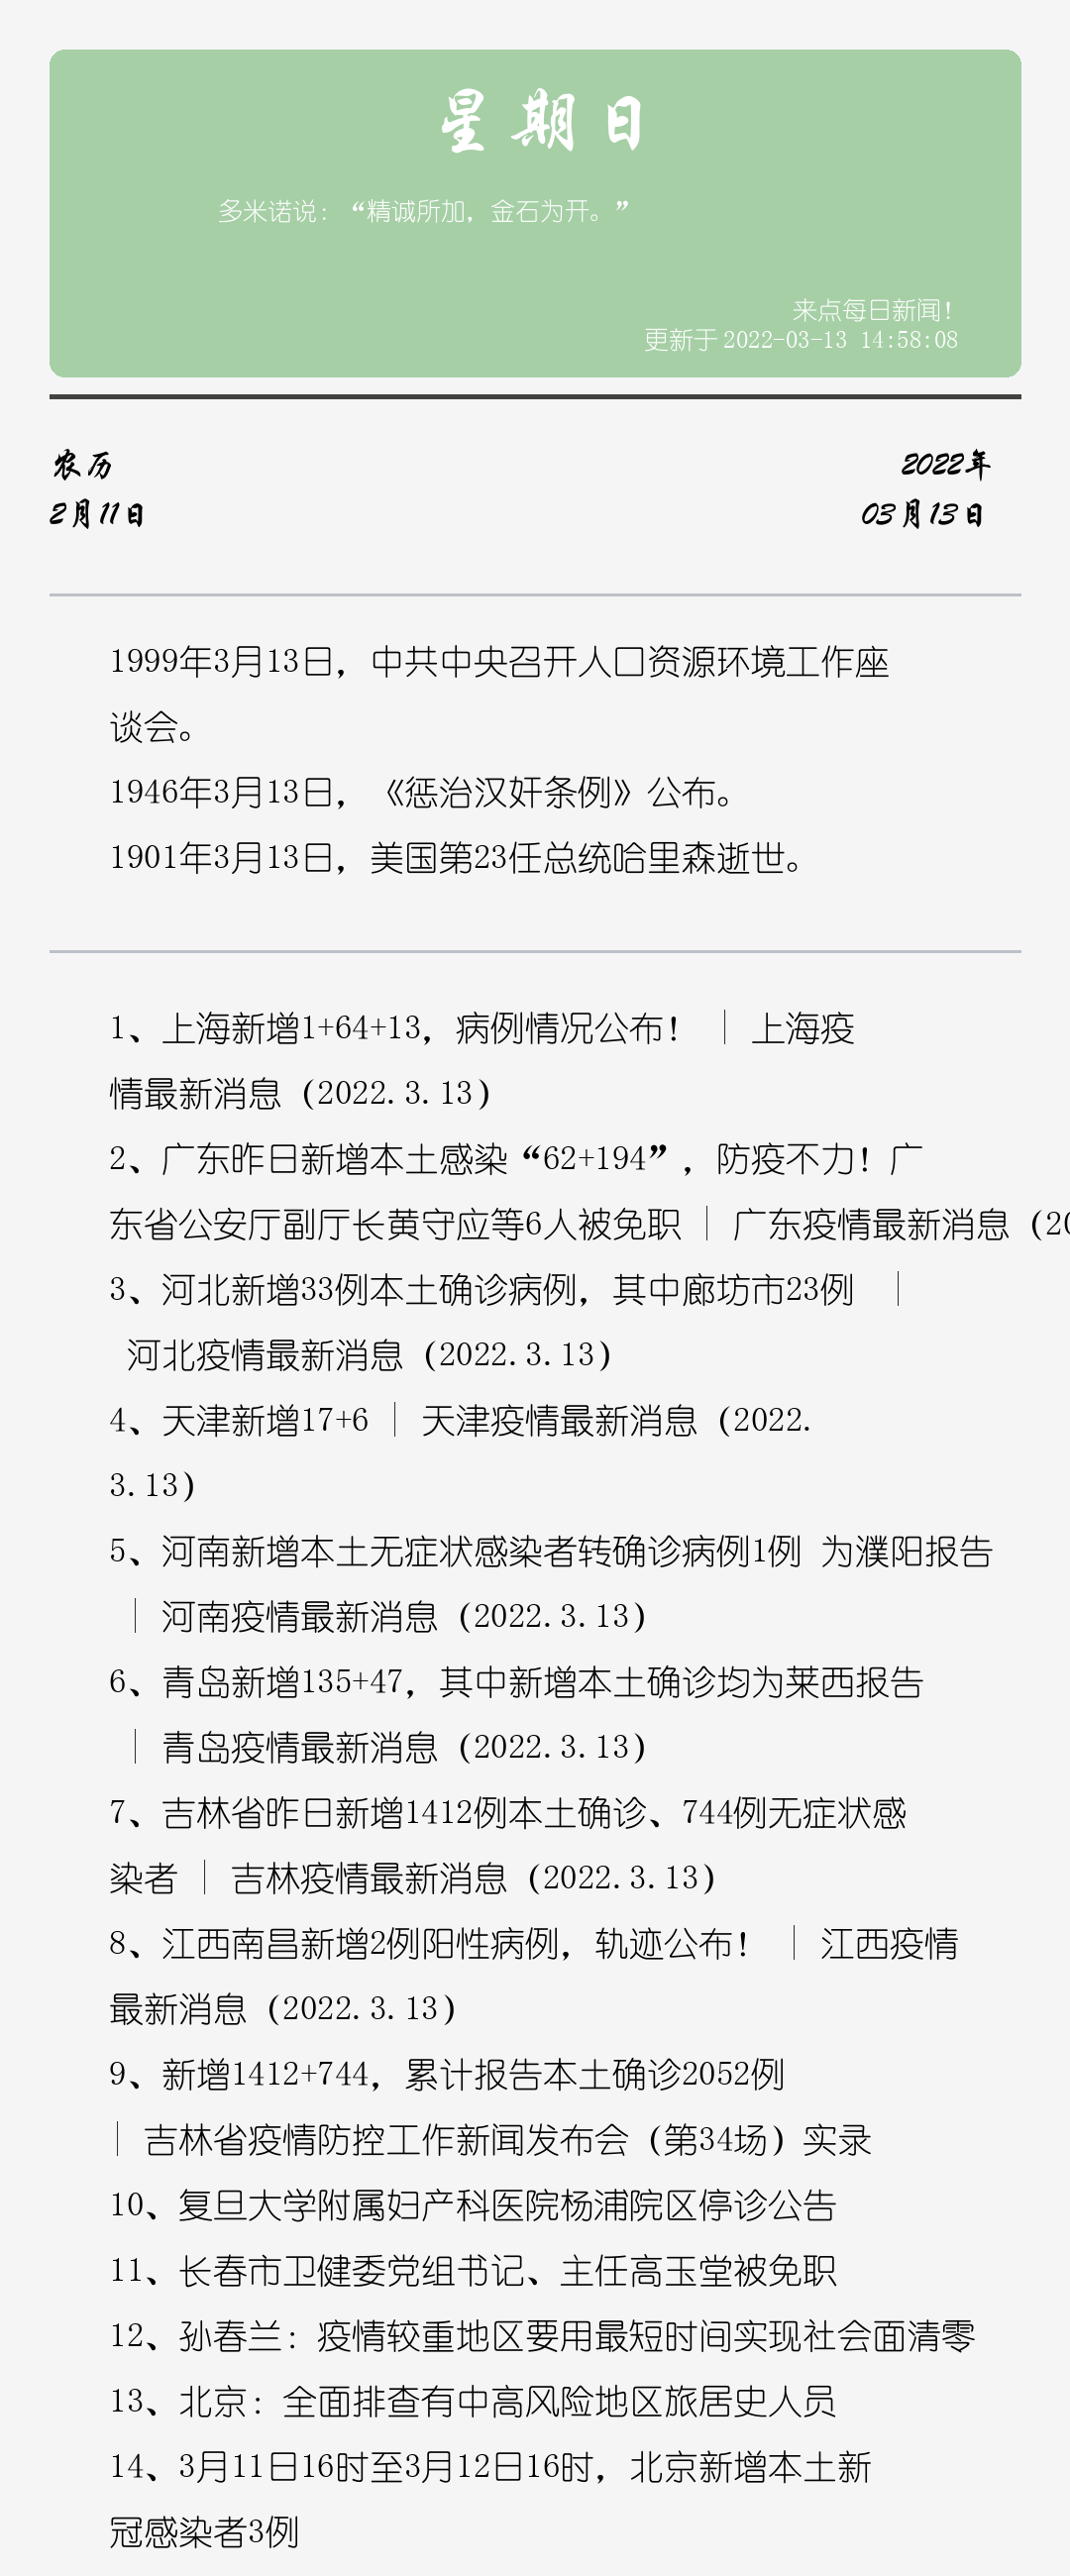 星期日
多米诺说：“精诚所加，金石为开。”
来点每日新闻！
更新于 2022-03-13 14:58:08
农历
2022年
2月11日
03月13日
1999年3月13日，中共中央召开人口资源环境工作座
谈会。
1946年3月13日，《惩治汉奸条例》公布。
1901年3月13日，美国第23任总统哈里森逝世。
1、上海新增1+64+13，病例情况公布！ ｜ 上海疫
情最新消息（2022.3.13）
2、广东昨日新增本土感染“62+194”，防疫不力！广
东省公安厅副厅长黄守应等6人被免职｜广东疫情最新消息（20
3、河北新增33例本土确诊病例，其中廊坊市23例 ｜
河北疫情最新消息（2022.3.13）
4、天津新增17+6｜天津疫情最新消息（2022.
3.13）
5、河南新增本土无症状感染者转确诊病例1例 为濮阳报告
｜河南疫情最新消息（2022.3.13）
6、青岛新增135+47，其中新增本土确诊均为莱西报告
｜青岛疫情最新消息（2022.3.13）
7、吉林省昨日新增1412例本土确诊、744例无症状感
染者｜吉林疫情最新消息（2022.3.13）
8、江西南昌新增2例阳性病例，轨迹公布！ ｜ 江西疫情
最新消息（2022.3.13）
9、新增1412+744，累计报告本土确诊2052例
｜吉林省疫情防控工作新闻发布会（第34场）实录
10、复旦大学附属妇产科医院杨浦院区停诊公告
11、长春市卫健委党组书记、主任高玉堂被免职
12、孙春兰：疫情较重地区要用最短时间实现社会面清零
13、北京：全面排查有中高风险地区旅居史人员
14、3月11日16时至3月12日16时，北京新增本土新
冠感染者3例